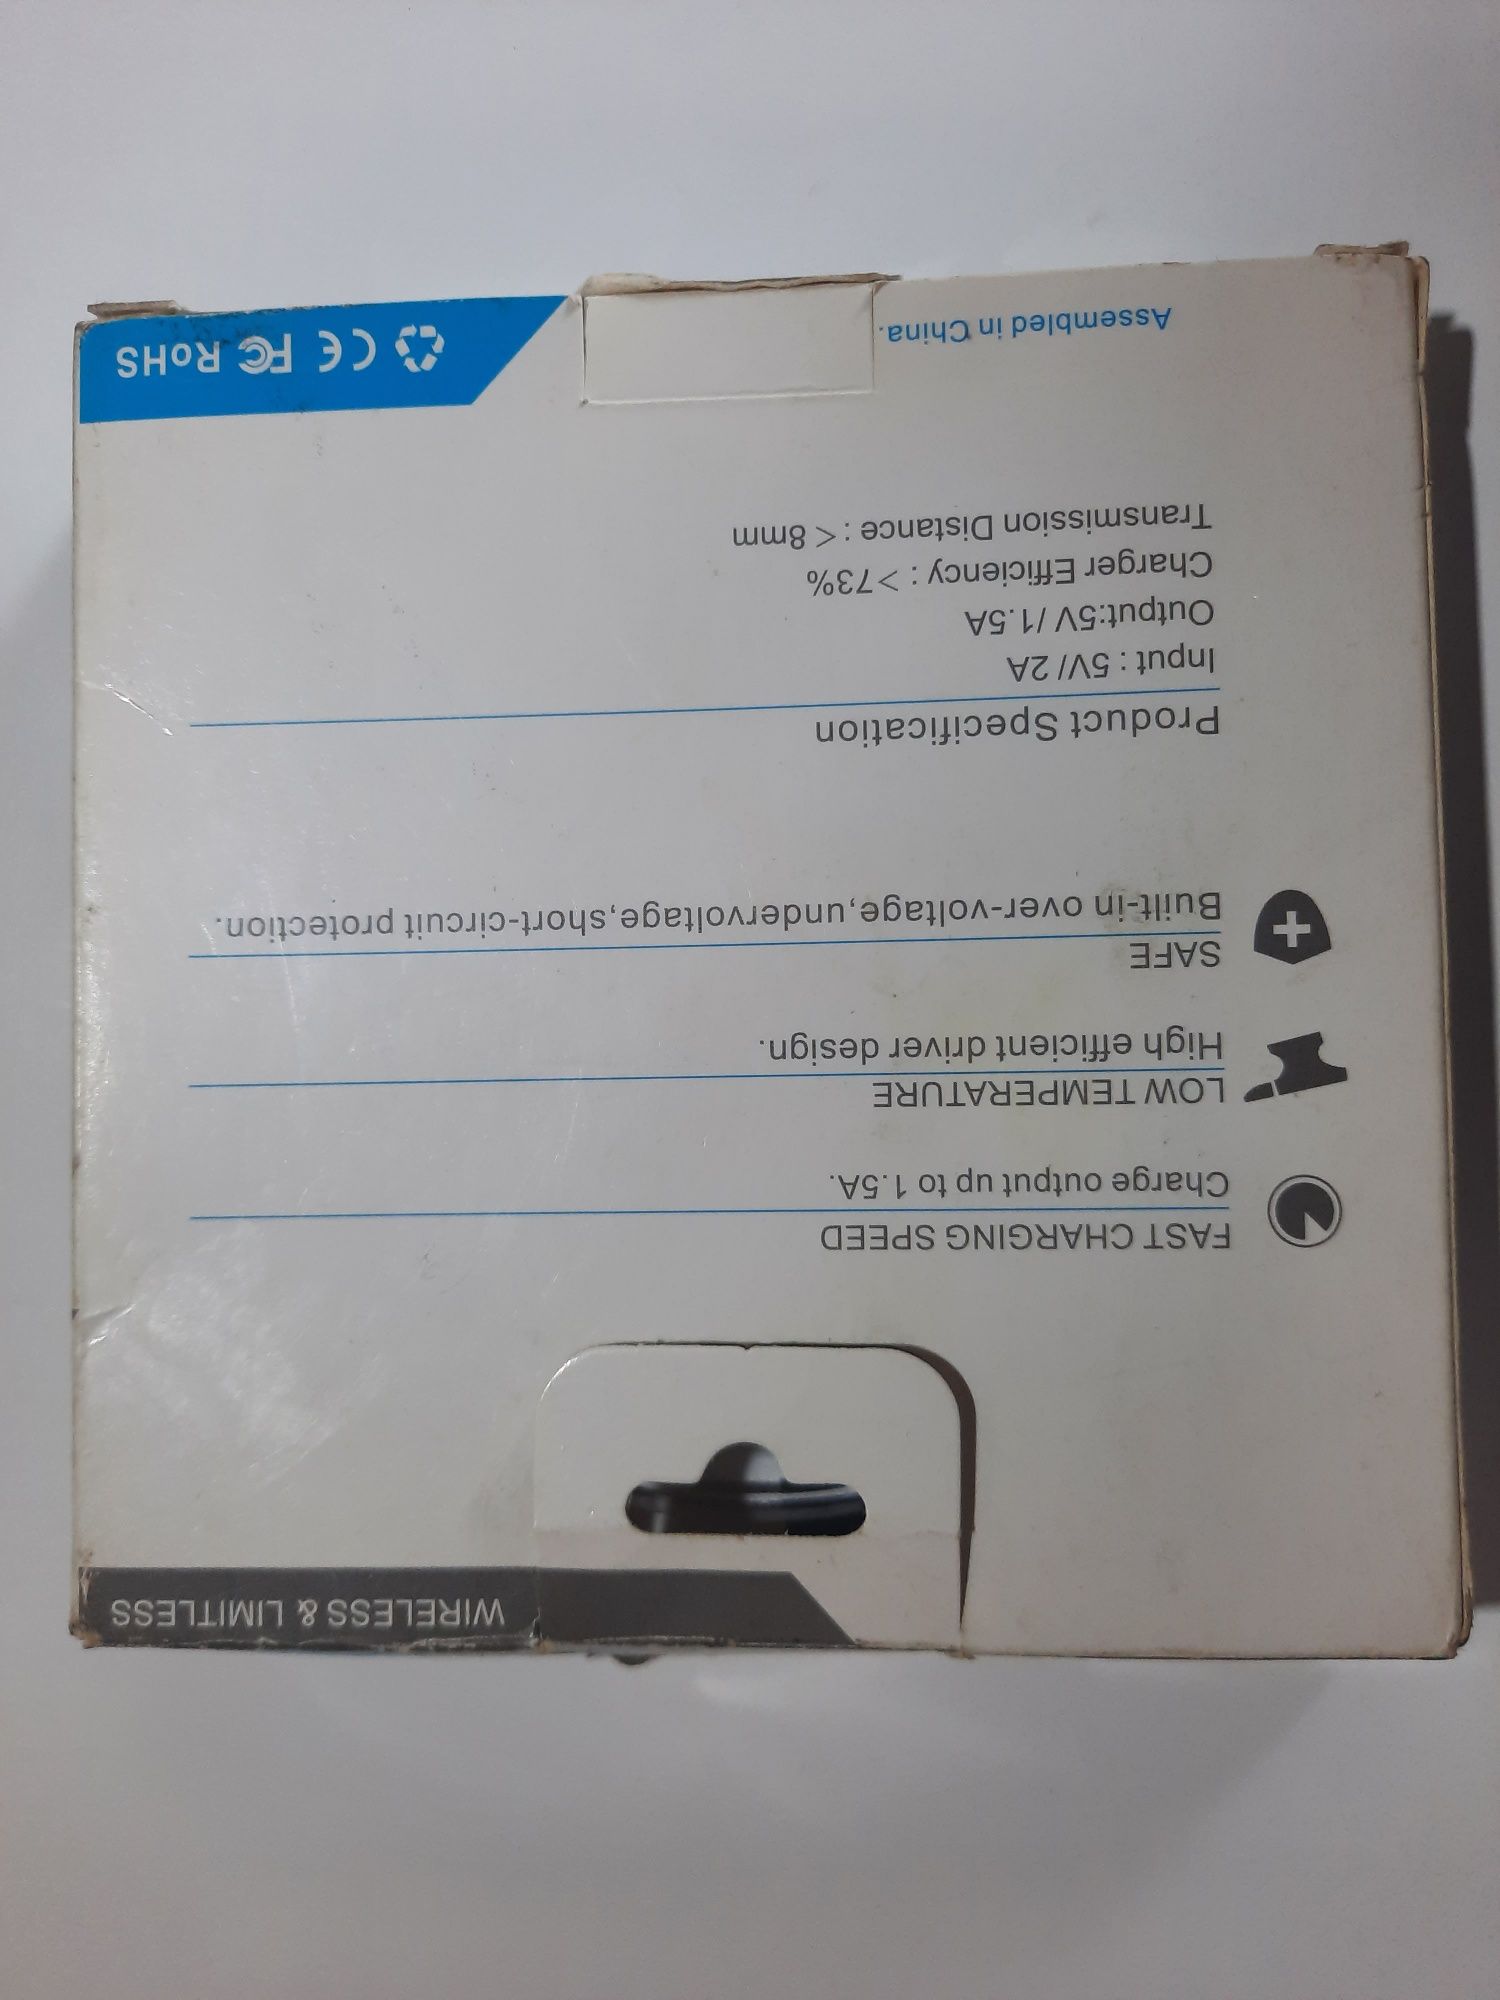 WIRELESS & LIMITLESS
FAST CHARGING SPEED
Charge output up to 1.5A.
LOW TEMPERATURE
High efficient driver design.
SAFE
Built-in over-voltage,undervoltage,short-circuit protection.
Product Specification
Input : 5V/ 2A
Output:5V /1.5A
Charger Efficiency : >73%
Transmission Distance : < 8mm
Assembled in China.
CE FC RoHS